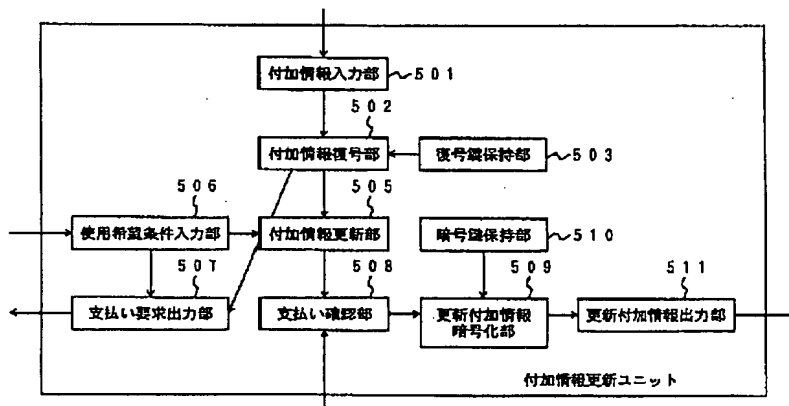 付加情報入力部
501
502
付加情報復号部
復号鍵保持部
503
506
505
使用希望条件入力部
付加情報更新部
暗号鍵保持部
510
507
508
509
511
支払い要求出力部
支払い確認部
更新付加情報
暗号化部
更新付加情報出力部
付加情報更新ユニット